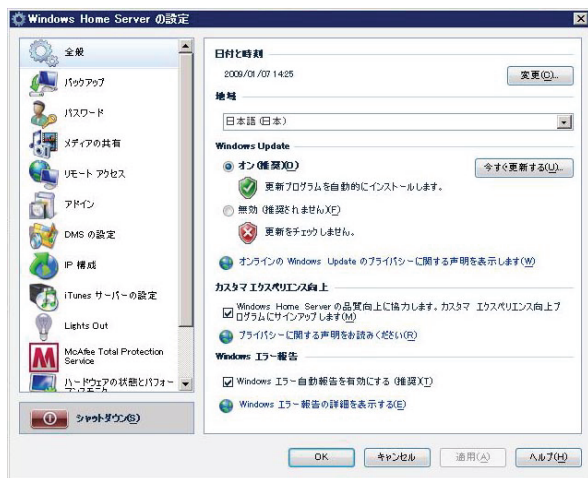 Windows Home Server の設定
全般
バックアップ
パスワード
メディアの共有
リモート アクセス
アドイン
DMS の設定
IP 構成
iTunes サーバーの設定
Lights Out
McAfee Total Protection
Service
ハードウェアの状態とパフォー
シャットダウン(S)
日付と時刻
2009/01/07 14:25
変更(O)...
地域
日本語 (日本)
Windows Update
オン (推奨)(O)
今すぐ更新する(U)...
更新プログラムを自動的にインストールします。
無効 (推奨されません)(F)
更新をチェックしません。
オンラインの Windows Update のプライバシーに関する声明を表示します(W)
カスタマ エクスペリエンス向上
Windows Home Server の品質向上に協力します。カスタマ エクスペリエンス向上プ
ログラムにサインアップします(M)
プライバシーに関する声明をお読みください(R)
Windows エラー報告
Windows エラー自動報告を有効にする (推奨)(T)
Windows エラー報告の詳細を表示する(E)
OK
キャンセル
適用(A)
ヘルプ(H)